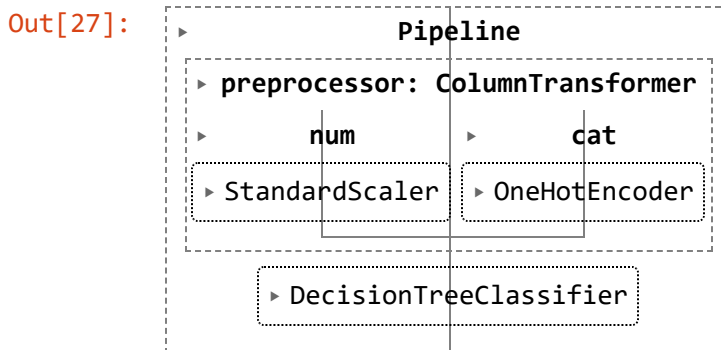 Out[27]:
Pipeline
preprocessor: ColumnTransformer
num cat
StandardScaler OneHotEncoder
DecisionTreeClassifier